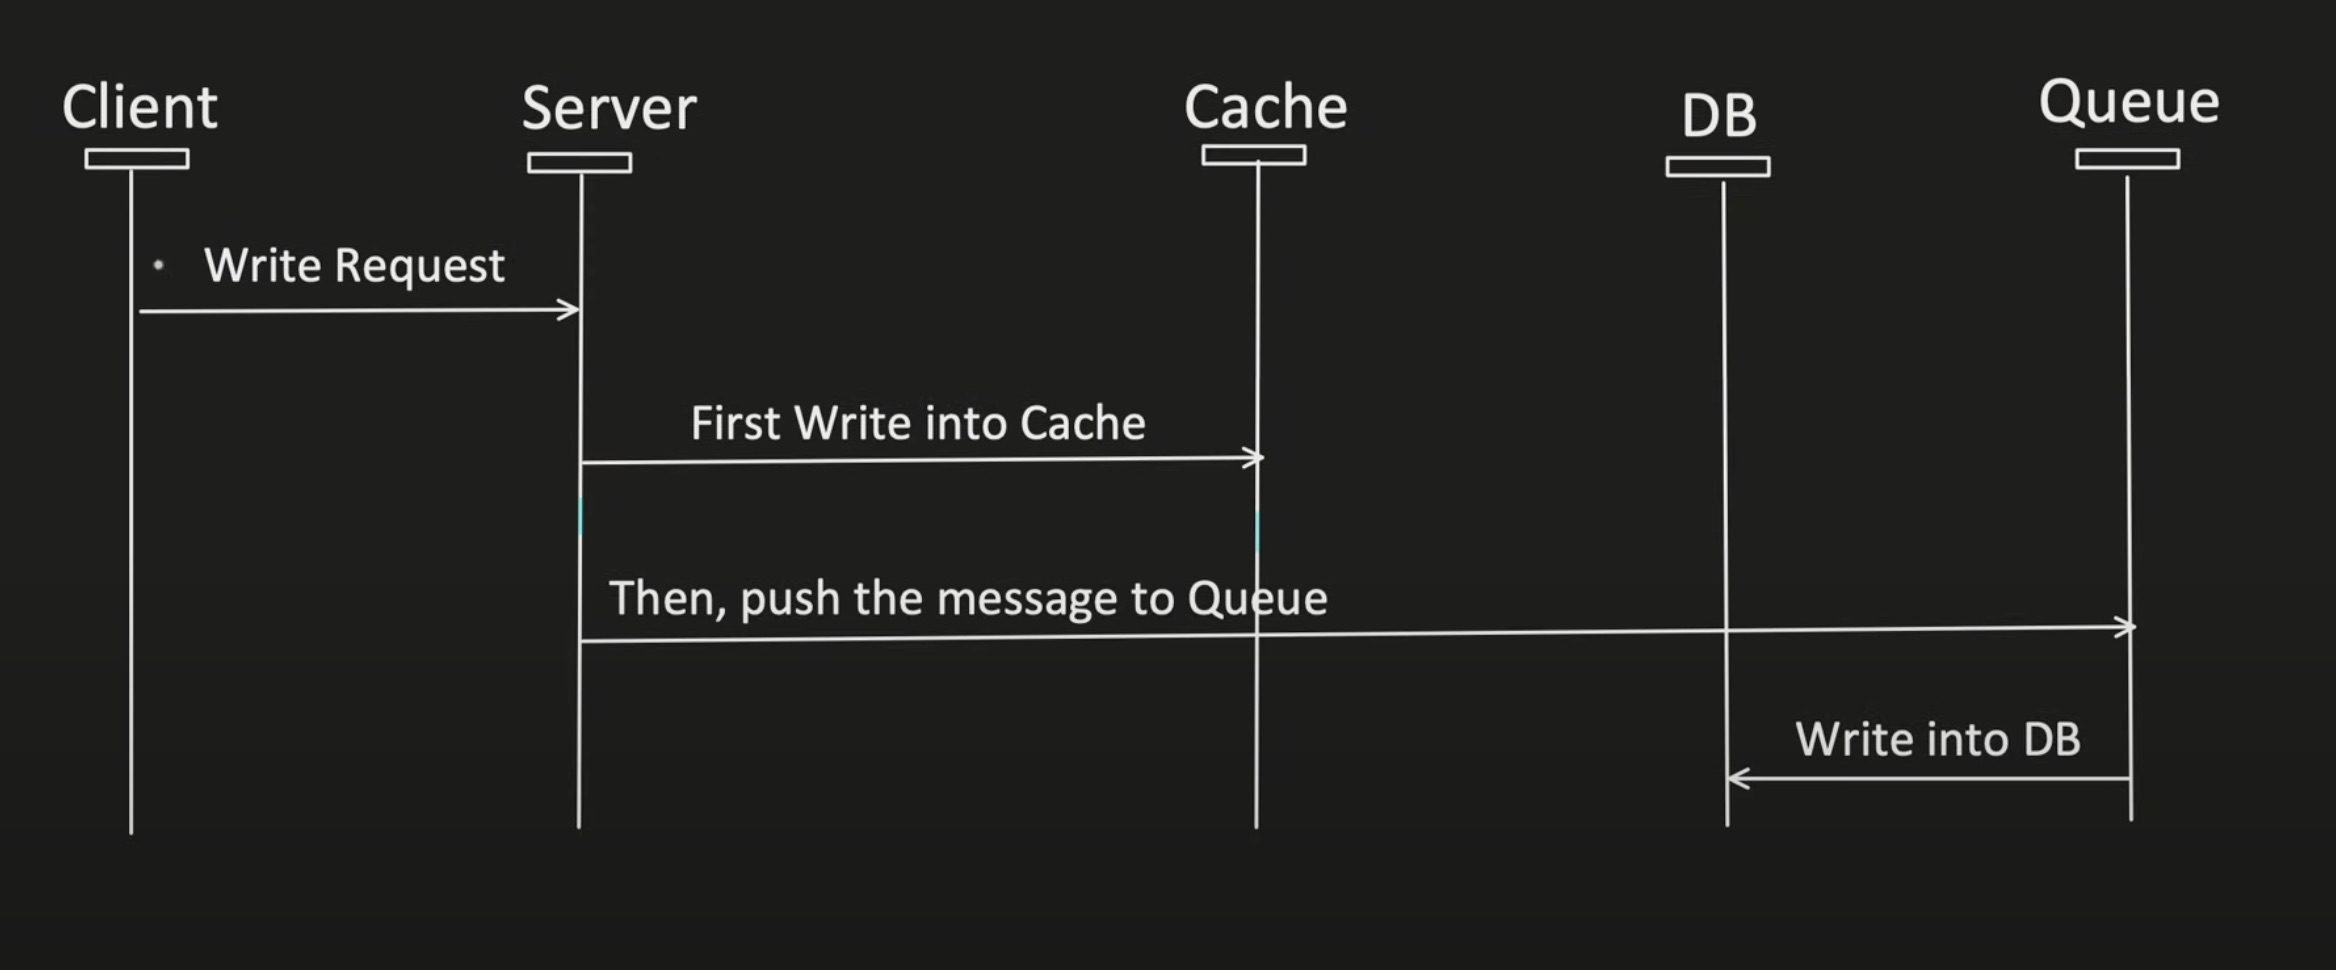 Client
Server
Cache
DB
Queue
Write Request
First Write into Cache
Then, push the message to Queue
Write into DB